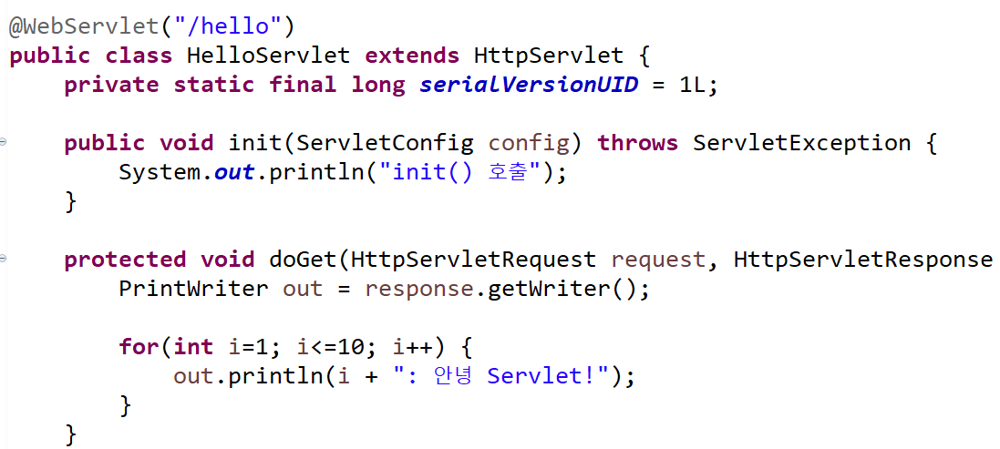 @WebServlet("/hello")
public class HelloServlet extends HttpServlet {
    private static final long serialVersionUID = 1L;

    public void init(ServletConfig config) throws ServletException {
        System.out.println("init() 호출");
    }

    protected void doGet(HttpServletRequest request, HttpServletResponse
        PrintWriter out = response.getWriter();

        for(int i=1; i<=10; i++) {
            out.println(i + ": 안녕 Servlet!");
        }
    }